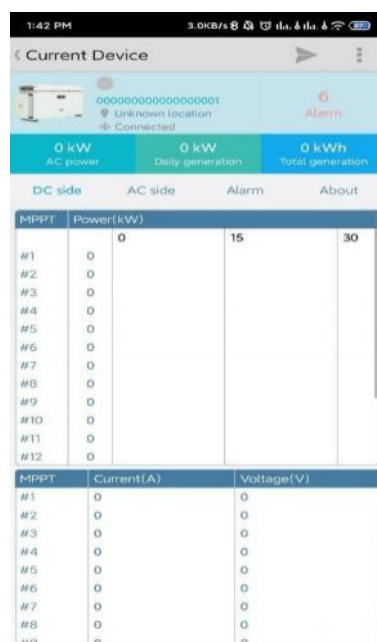 1:42 PM 3.0KB/s 87
Current Device
000000000000000001
Unknown location
Connected
6
Alarm
0 kW 0 kW 0 kWh
AC power Daily generation Total generation
DC side AC side Alarm About
MPPT Power(kW)
0 15 30
#1 0
#2 0
#3 0
#4 0
#5 0
#6 0
#7 0
#8 0
#9 0
#10 0
#11 0
#12 0
MPPT Current(A) Voltage(V)
#1 0 0
#2 0 0
#3 0 0
#4 0 0
#5 0 0
#6 0 0
#7 0 0
#8 0 0